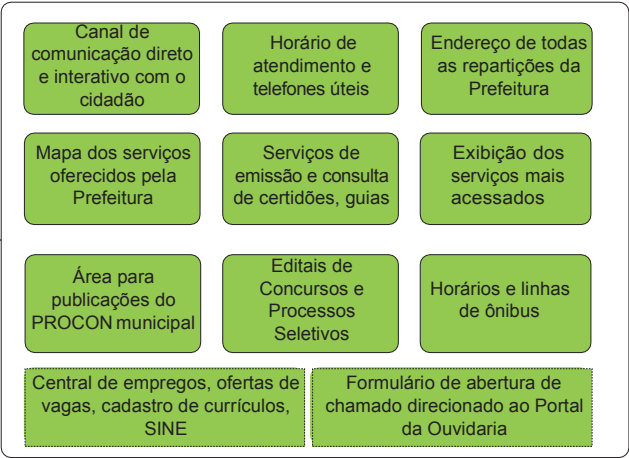 Canal de
comunicação direto
e interativo com o
cidadão
Horário de
atendimento e
telefones úteis
Endereço de todas
as repartições da
Prefeitura
Mapa dos serviços
oferecidos pela
Prefeitura
Serviços de
emissão e consulta
de certidões, guias
Exibição dos
serviços mais
acessados
Área para
publicações do
PROCON municipal
Editais de
Concursos e
Processos
Seletivos
Horários e linhas
de ônibus
Central de empregos, ofertas de
vagas, cadastro de currículos,
SINE
Formulário de abertura de
chamado direcionado ao Portal
da Ouvidaria